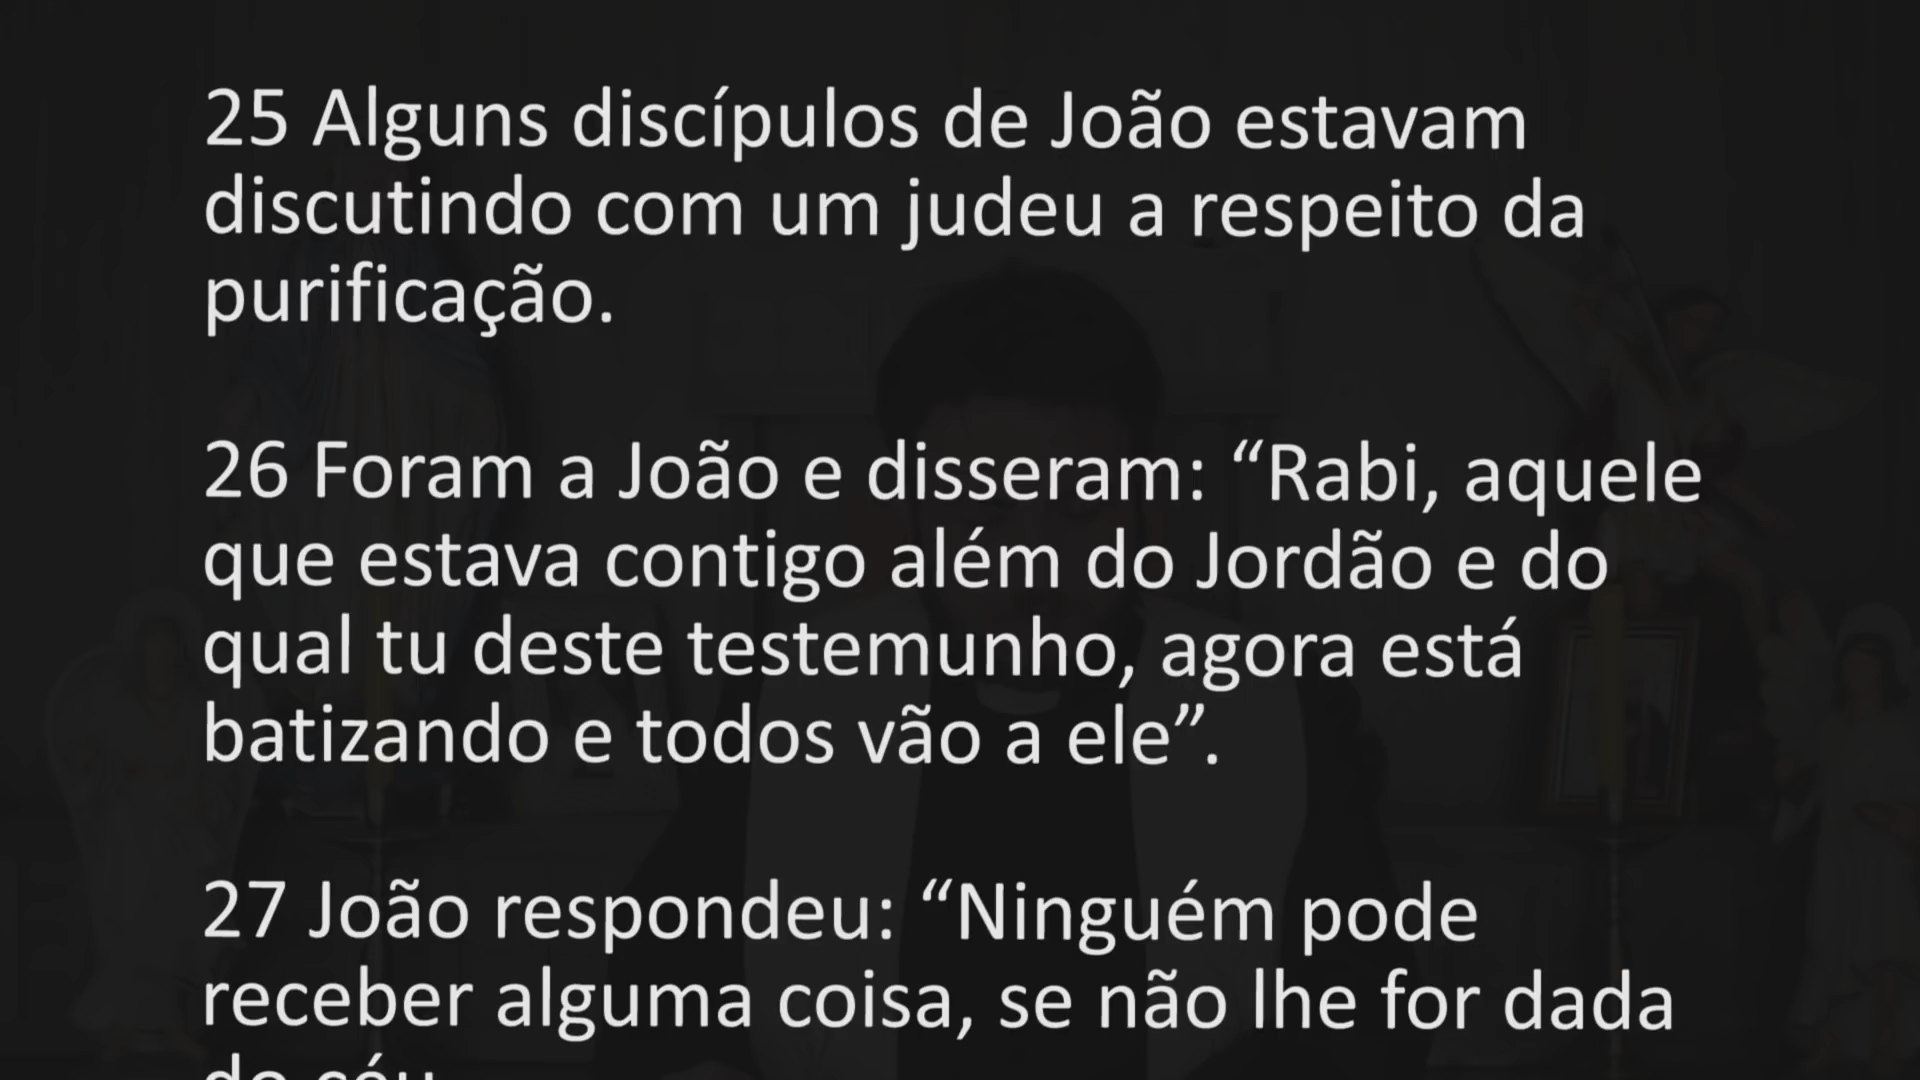 25 Alguns discípulos de João estavam
discutindo com um judeu a respeito da
purificação.
26 Foram a João e disseram: “Rabi, aquele
que estava contigo além do Jordão e do
qual tu deste testemunho, agora está
batizando e todos vão a ele”.
27 João respondeu: “Ninguém pode
receber alguma coisa, se não lhe for dada
do céu